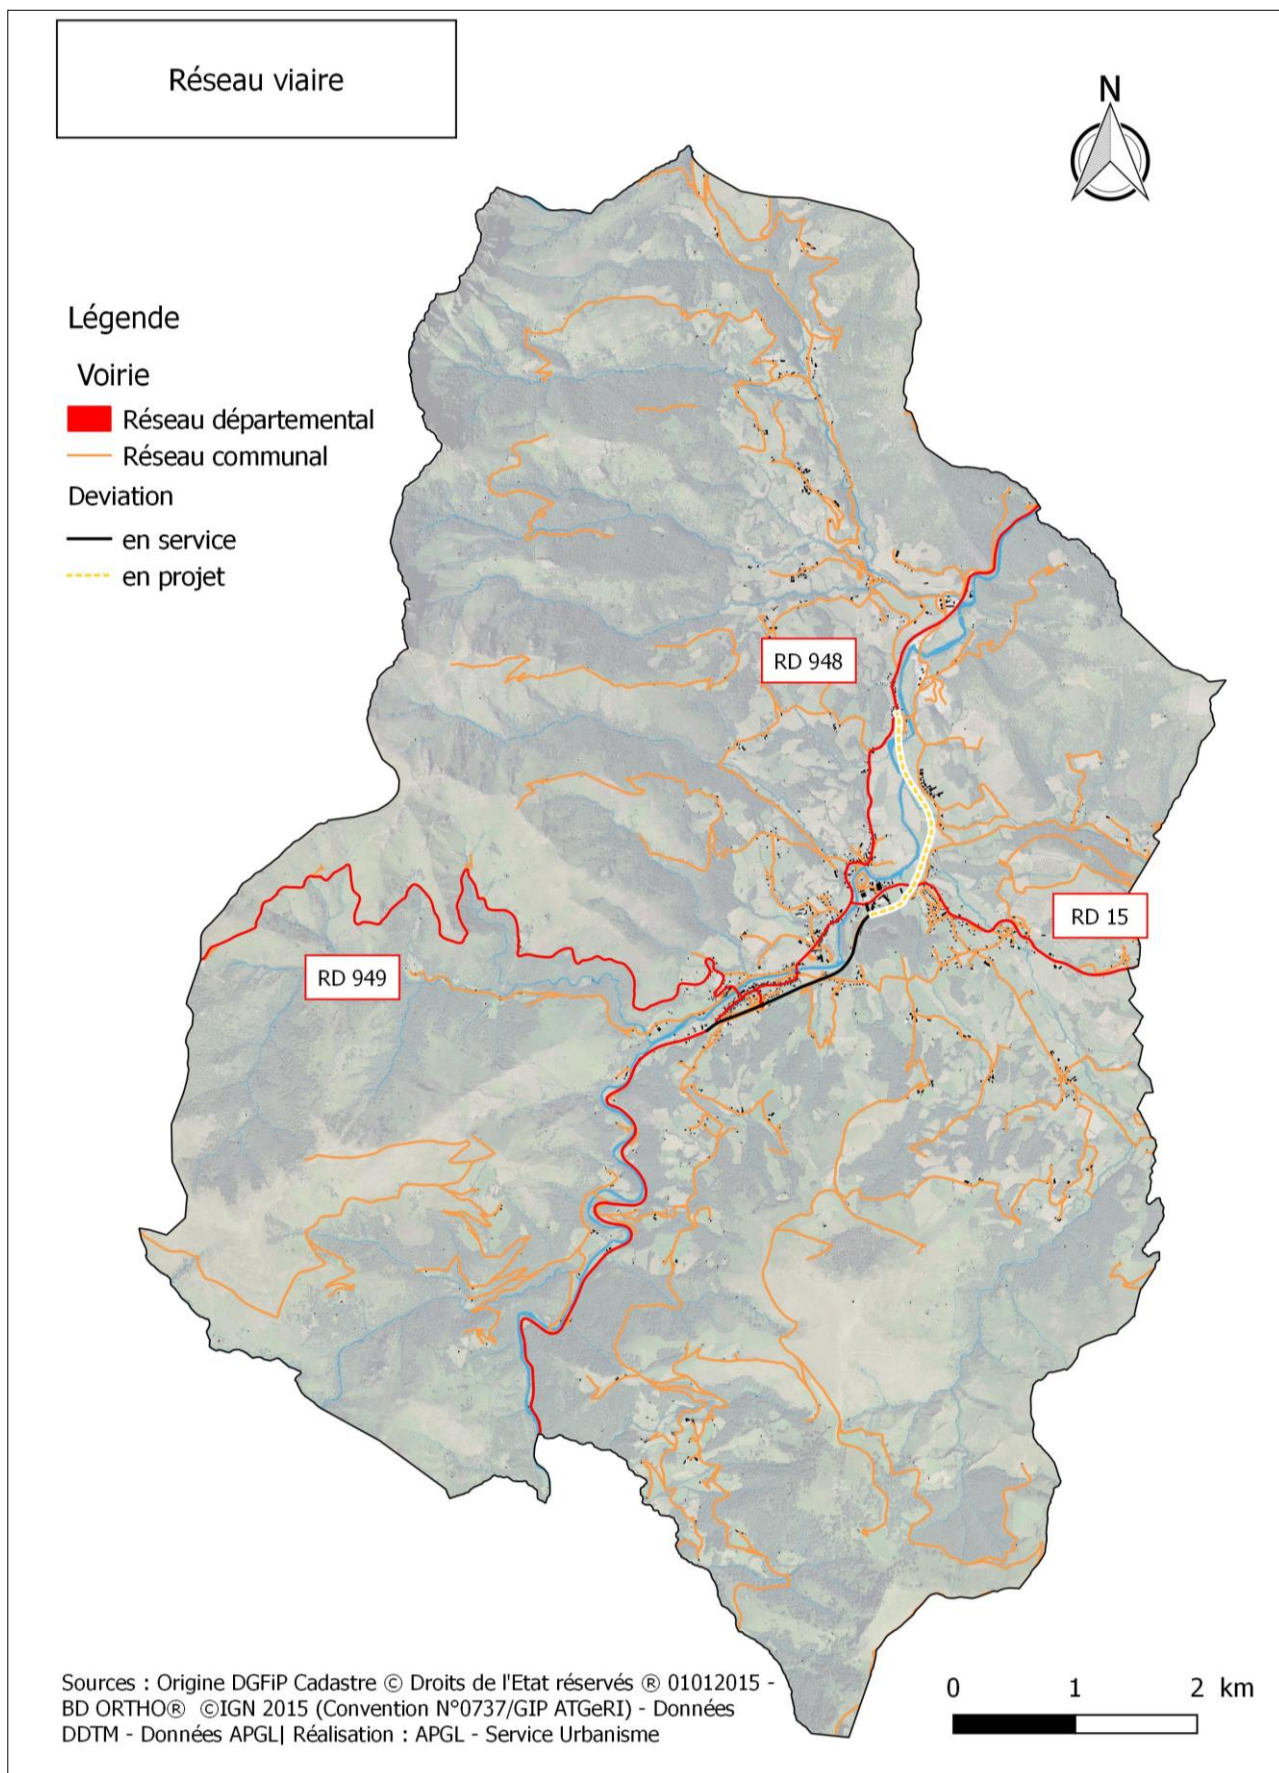 Réseau viaire
N
Légende
Voirie
Réseau départemental
Réseau communal
Deviation
en service
en projet
RD 948
RD 15
RD 949
Sources : Origine DGFiP Cadastre © Droits de l'Etat réservés ® 01012015 -
BD ORTHO® ©IGN 2015 (Convention N°0737/GIP ATGeRI) - Données
DDTM - Données APGL| Réalisation : APGL - Service Urbanisme
0 1 2 km